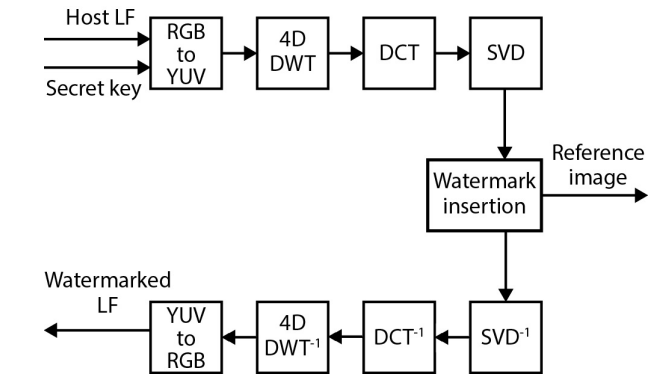 Host LF
Secret key
RGB
to
YUV
4D
DWT
DCT
SVD
Watermark
insertion
Reference
image
Watermarked
LF
YUV
to
RGB
4D
DWT⁻¹
DCT⁻¹
SVD⁻¹